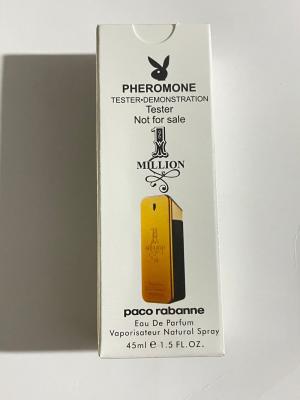 PHEROMONE
TESTER•DEMONSTRATION
Tester
Not for sale
1
MILLION
paco rabanne
Eau De Parfum
Vaporisateur Natural Spray
45ml e 1.5 FL.OZ.